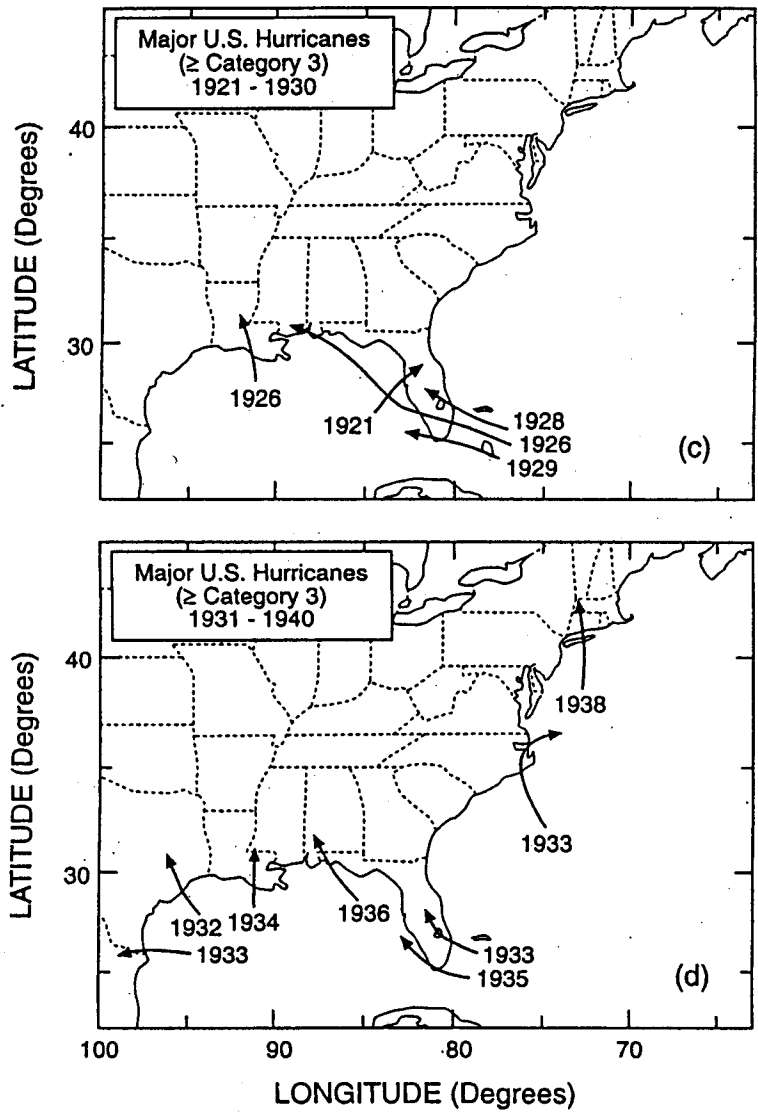 Major U.S. Hurricanes
(≥ Category 3)
1921 - 1930
40
30
LATITUDE (Degrees)
1926
1921
1928
1926
1929
(c)
Major U.S. Hurricanes
(≥ Category 3)
1931 - 1940
40
30
LATITUDE (Degrees)
1938
1933
1932
1934
1936
1933
1933
1935
(d)
100
90
80
70
LONGITUDE (Degrees)